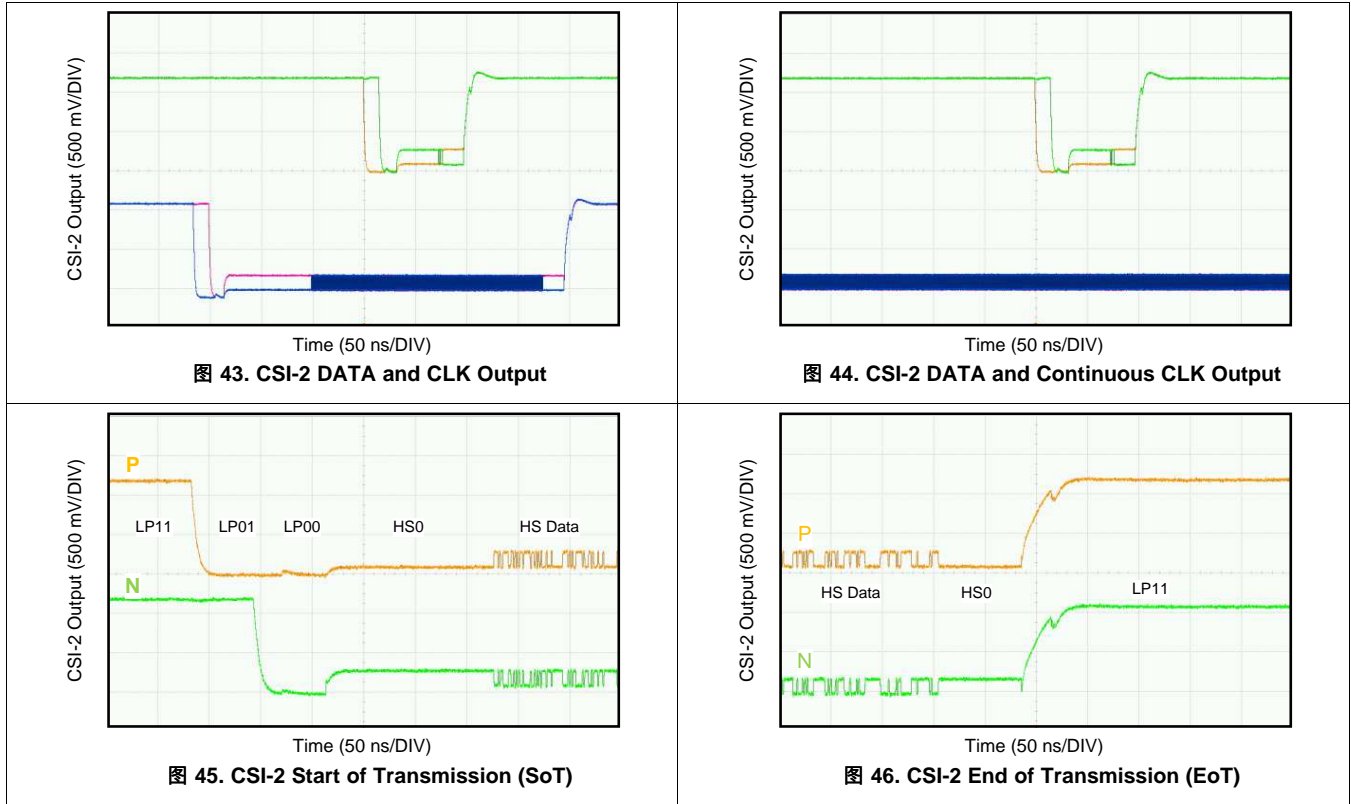 CSI-2 Output (500 mV/DIV)
Time (50 ns/DIV)
图 43. CSI-2 DATA and CLK Output
CSI-2 Output (500 mV/DIV)
Time (50 ns/DIV)
图 44. CSI-2 DATA and Continuous CLK Output
CSI-2 Output (500 mV/DIV)
P
LP11 LP01 LP00 HS0 HS Data
N
Time (50 ns/DIV)
图 45. CSI-2 Start of Transmission (SoT)
CSI-2 Output (500 mV/DIV)
P
HS Data HS0 LP11
N
Time (50 ns/DIV)
图 46. CSI-2 End of Transmission (EoT)